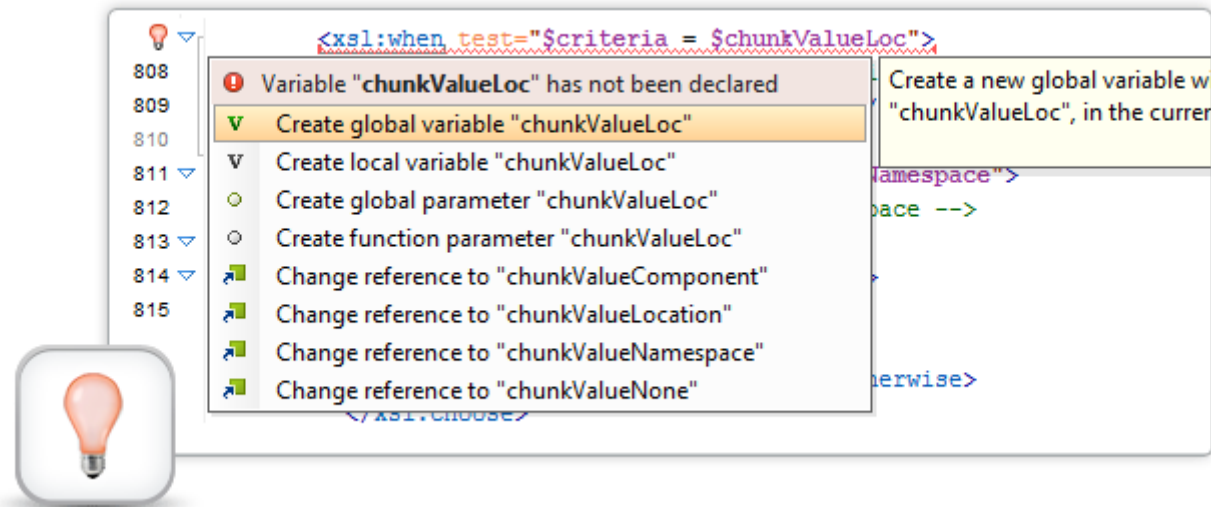 <xsl:when test="$criteria = $chunkValueLoc">
808
Variable "chunkValueLoc" has not been declared
Create a new global variable
809
Create global variable "chunkValueLoc"
"chunkValueLoc", in the
810
Create local variable "chunkValueLoc"
811
Create global parameter "chunkValueLoc"
Namespace">
812
Create function parameter "chunkValueLoc"
-->
813
Change reference to "chunkValueComponent"
814
Change reference to "chunkValueLocation"
815
Change reference to "chunkValueNamespace"
Change reference to "chunkValueNone"
</xsl:choose>